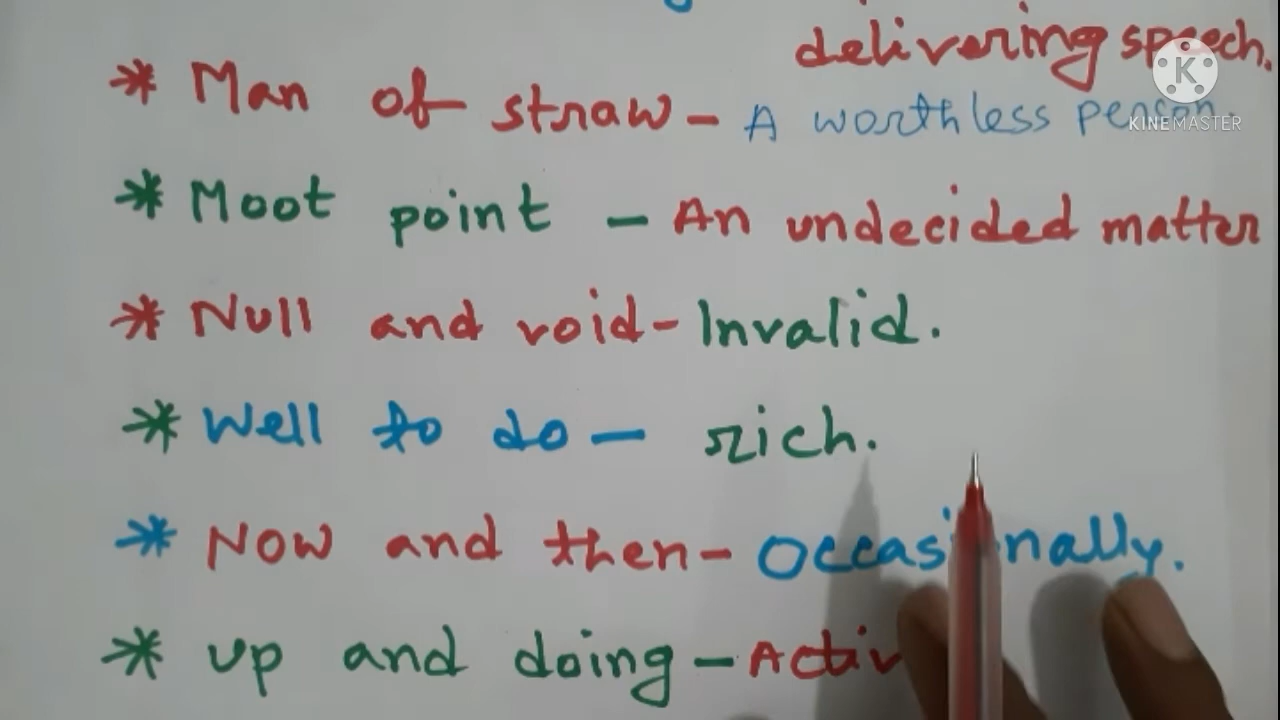 delivering speech.
* Man of straw - A worthless person.
KINEMASTER
* Moot point - An undecided matter
* Null and void - Invalid.
* Well to do - rich.
* Now and then - Occasionally.
* Up and doing -